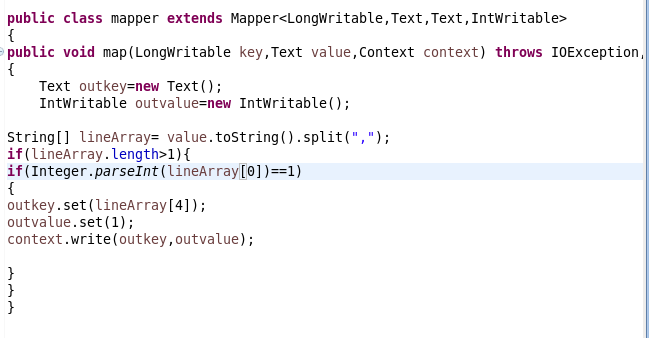 public class mapper extends Mapper<LongWritable,Text,Text,IntWritable>
{
public void map(LongWritable key,Text value,Context context) throws IOException,
{
    Text outkey=new Text();
    IntWritable outvalue=new IntWritable();
String[] lineArray= value.toString().split(",");
if(lineArray.length>1){
if(Integer.parseInt(lineArray[0])==1)
{
outkey.set(lineArray[4]);
outvalue.set(1);
context.write(outkey,outvalue);
}
}
}